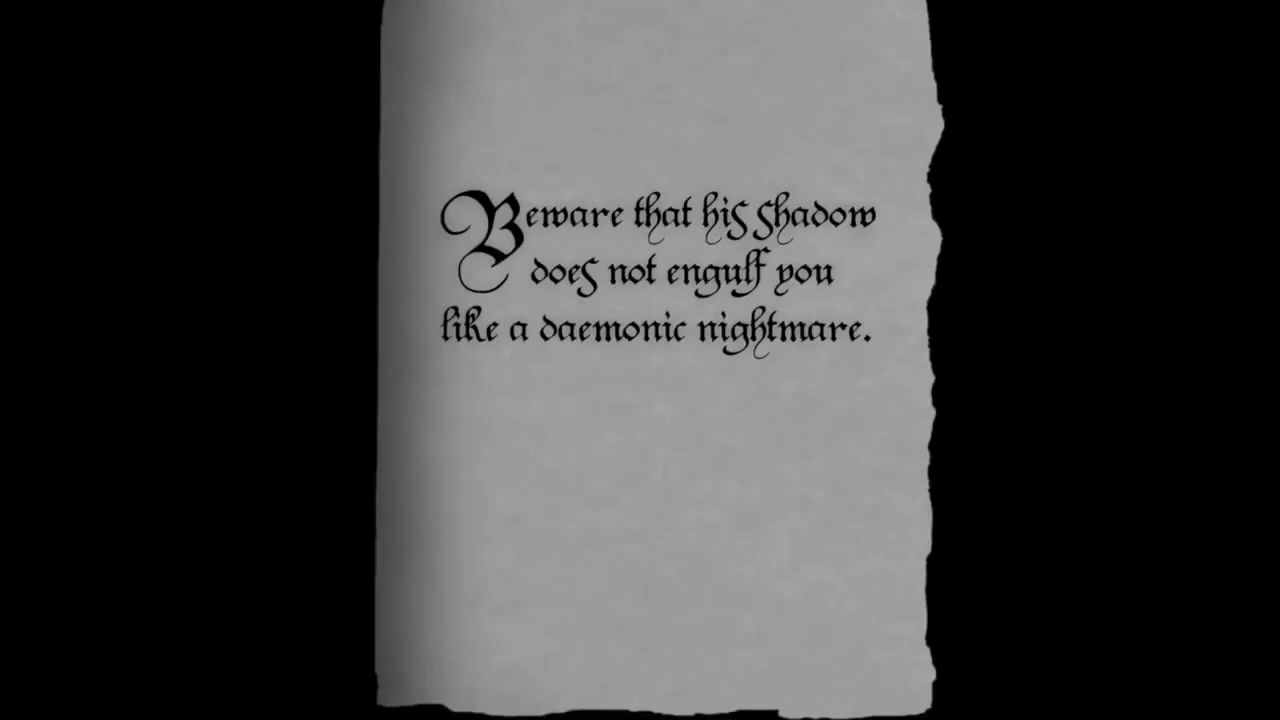 Beware that his shadow
does not engulf you
like a daemonic nightmare.